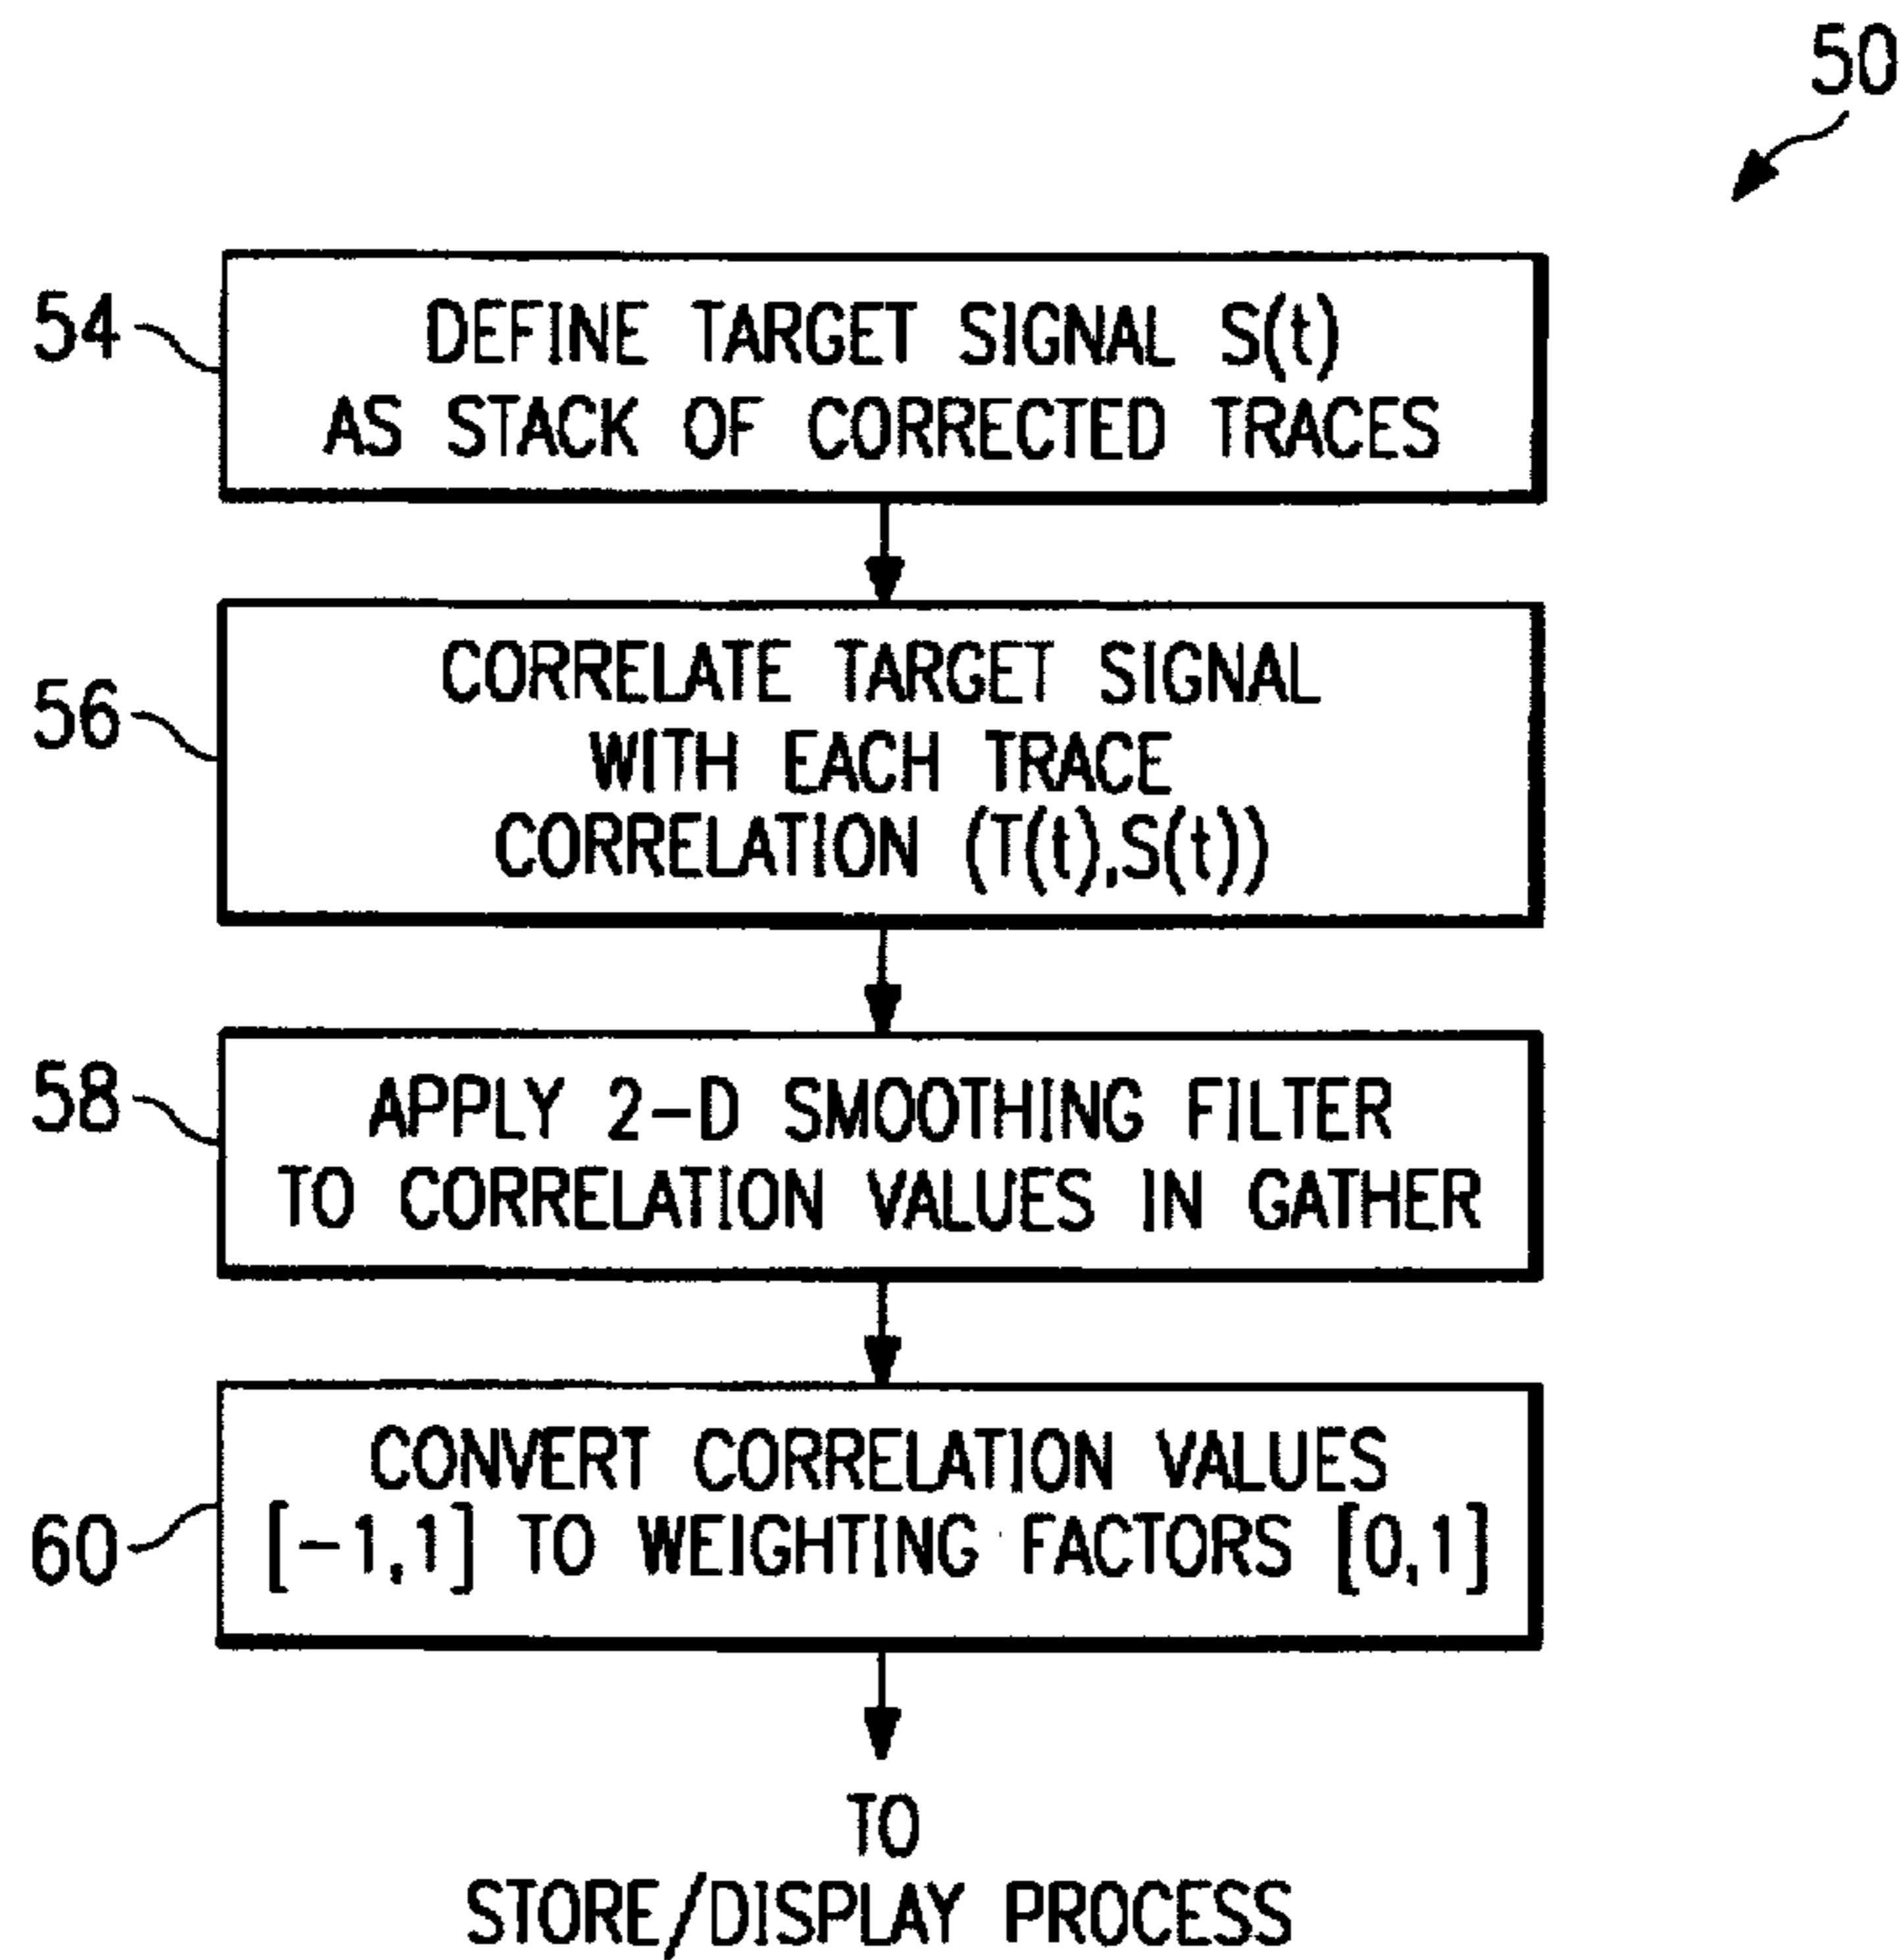 50
54
DEFINE TARGET SIGNAL S(t)
AS STACK OF CORRECTED TRACES
56
CORRELATE TARGET SIGNAL
WITH EACH TRACE
CORRELATION (T(t),S(t))
58
APPLY 2-D SMOOTHING FILTER
TO CORRELATION VALUES IN GATHER
60
CONVERT CORRELATION VALUES
[-1,1] TO WEIGHTING FACTORS [0,1]
TO
STORE/DISPLAY PROCESS